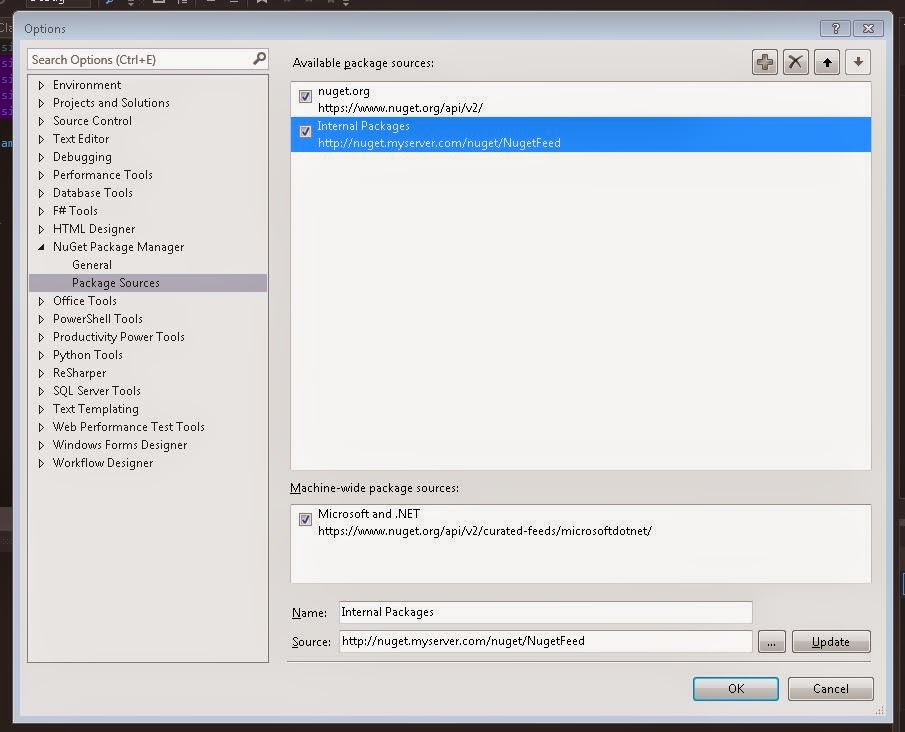 Options
Search Options (Ctrl+E)
Environment
Projects and Solutions
Source Control
Text Editor
Debugging
Performance Tools
Database Tools
F# Tools
HTML Designer
NuGet Package Manager
General
Package Sources
Office Tools
PowerShell Tools
Productivity Power Tools
Python Tools
ReSharper
SQL Server Tools
Text Templating
Web Performance Test Tools
Windows Forms Designer
Workflow Designer
Available package sources:
nuget.org
https://www.nuget.org/api/v2/
Internal Packages
http://nuget.myserver.com/nuget/NugetFeed
Machine-wide package sources:
Microsoft and .NET
https://www.nuget.org/api/v2/curated-feeds/microsoftdotnet/
Name: Internal Packages
Source: http://nuget.myserver.com/nuget/NugetFeed ... Update
OK Cancel